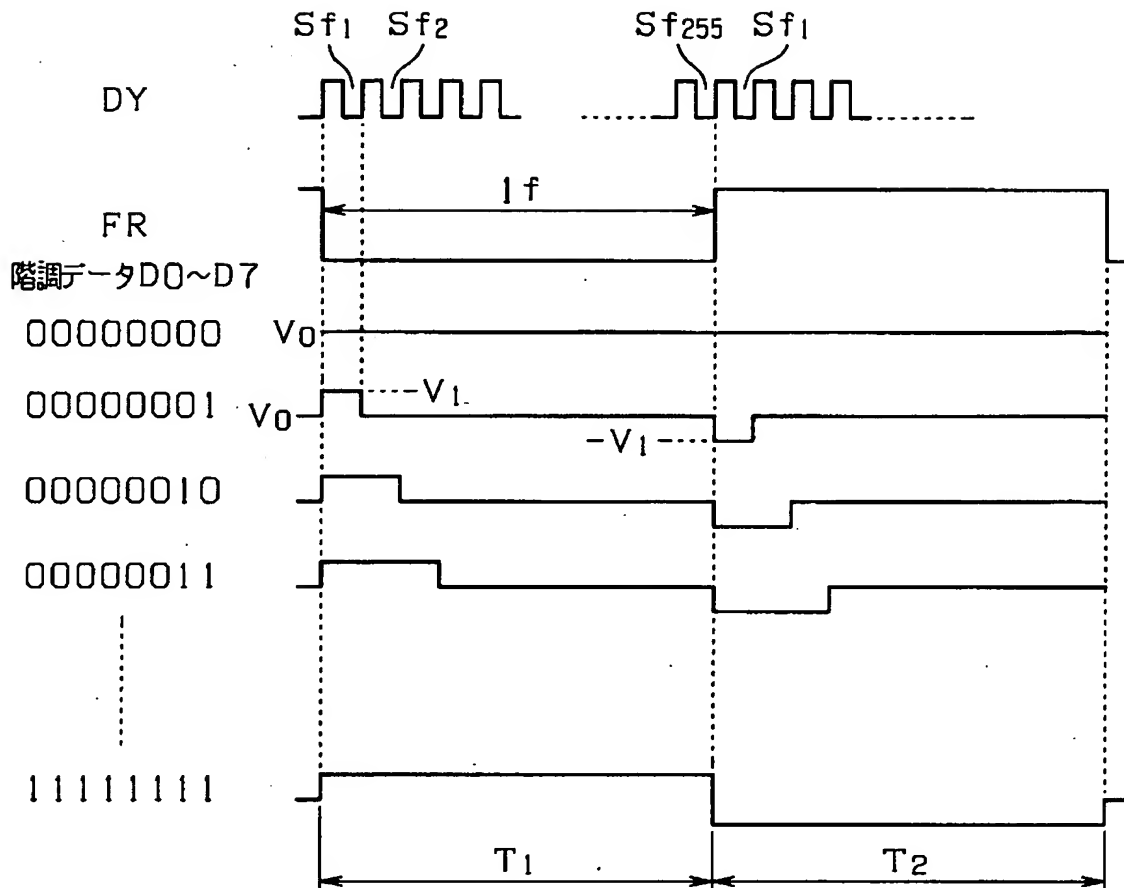 Sf1 Sf2 Sf255 Sf1
DY
1f
FR
階調データD0〜D7
00000000 V0
00000001 V0 V1 -V1
00000010
00000011
11111111
T1 T2